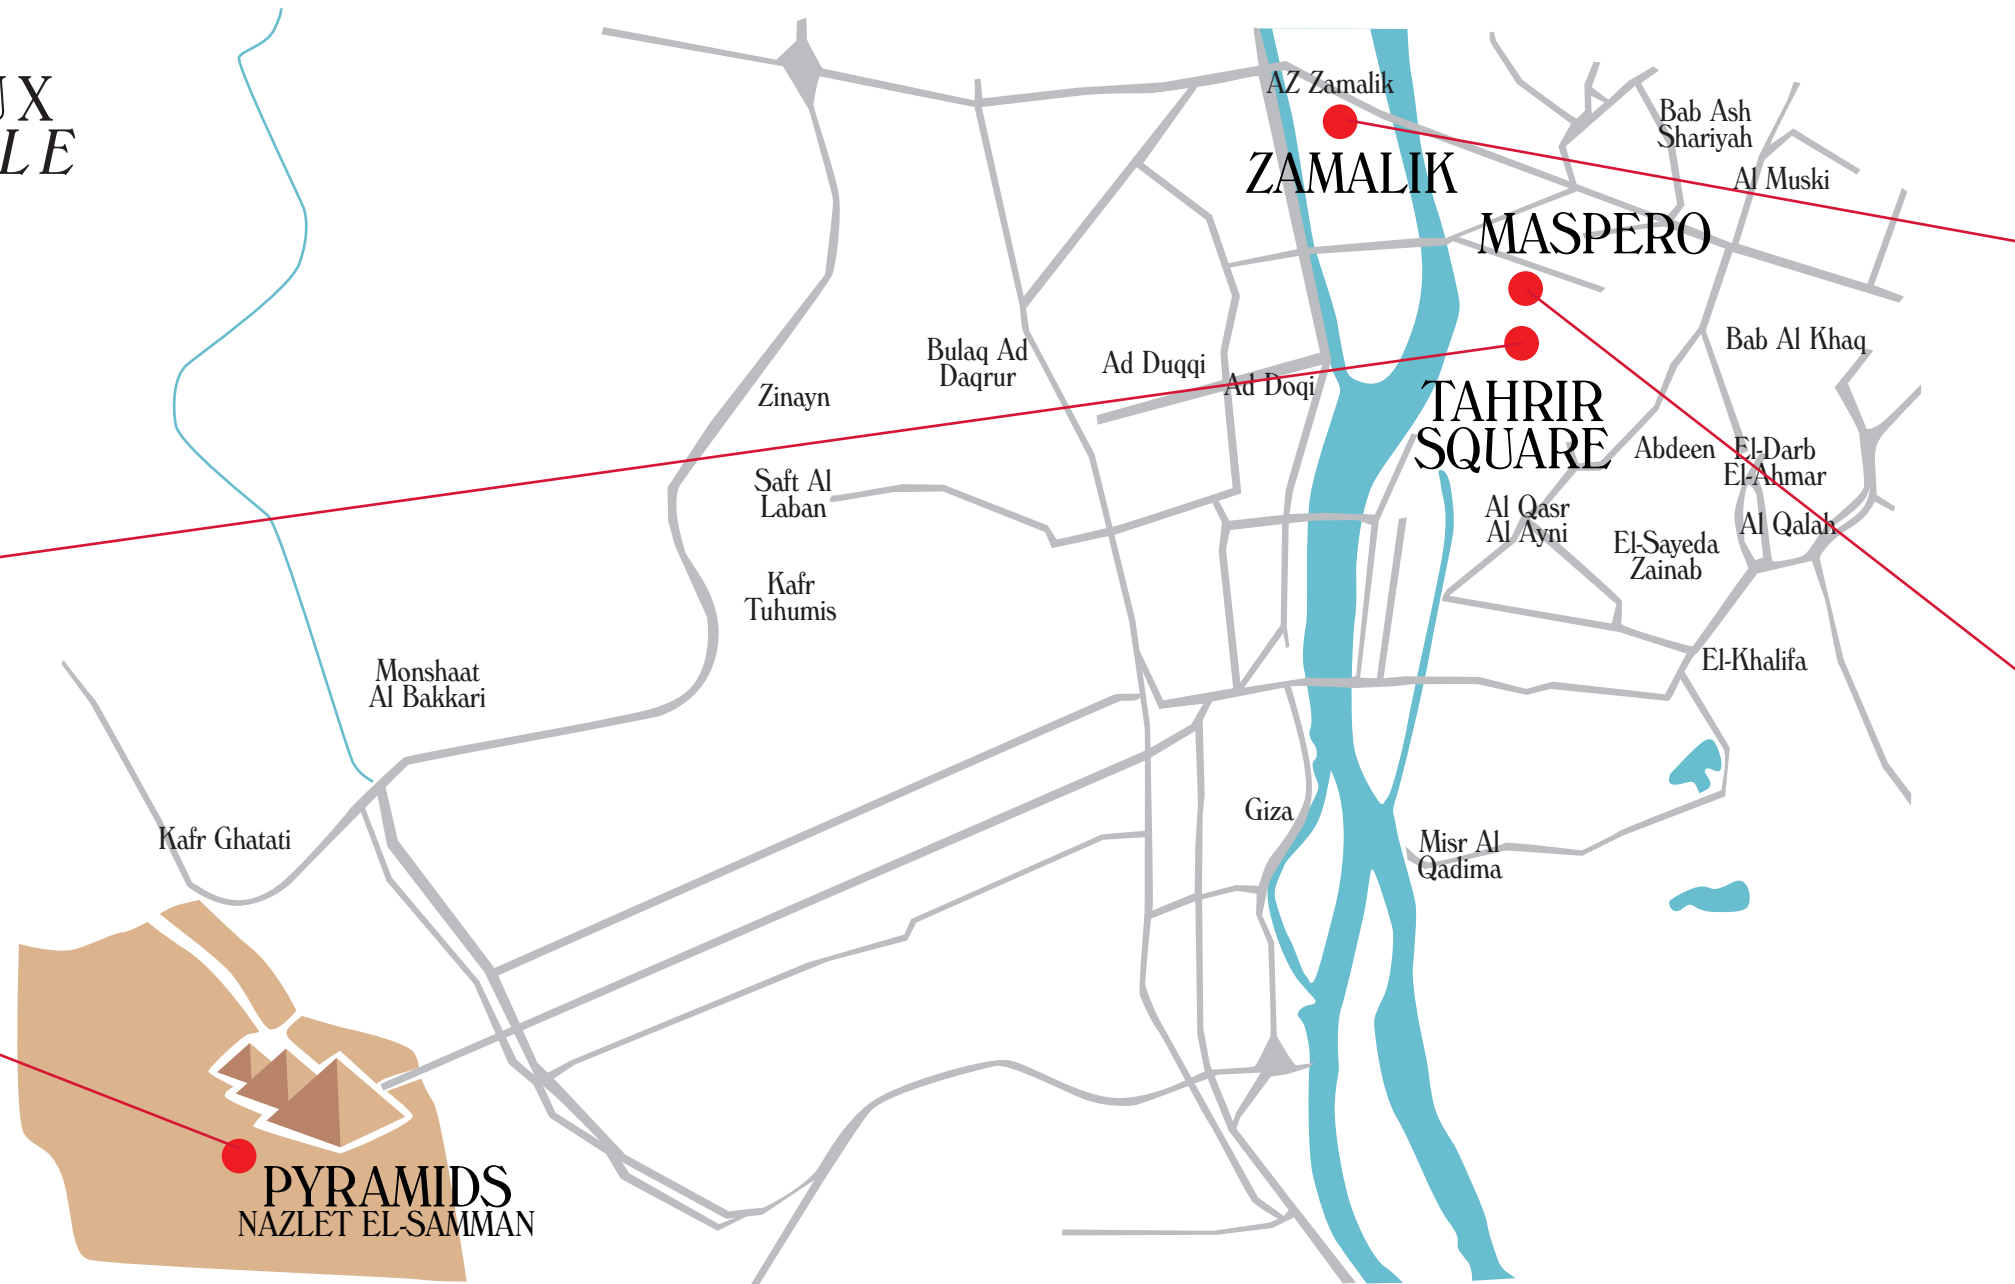 UX
LE
AZ Zamalik
ZAMALIK
Bab Ash
Shariyah
Al Muski
MASPERO
Bab Al Khaq
Bulaq Ad
Daqrur
Ad Duqqi
Ad Doqi
Zinayn
TAHRIR
SQUARE
Abdeen
El-Darb
El-Ahmar
Saft Al
Laban
Al Qasr
Al Ayni
Al Qalah
El-Sayeda
Zainab
Kafr
Tuhumis
El-Khalifa
Monshaat
Al Bakkari
Giza
Kafr Ghatati
Misr Al
Qadima
PYRAMIDS
NAZLET EL-SAMMAN